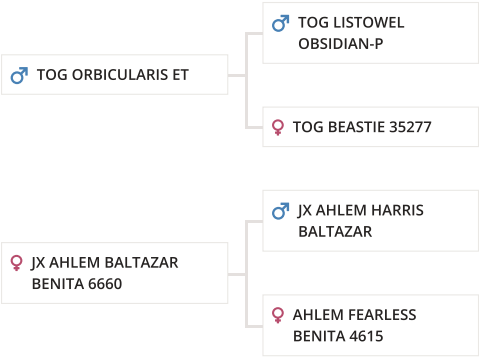 TOG LISTOWEL
OBSIDIAN-P
TOG ORBICULARIS ET
TOG BEASTIE 35277
JX AHLEM HARRIS
BALTAZAR
JX AHLEM BALTAZAR
BENITA 6660
AHLEM FEARLESS
BENITA 4615